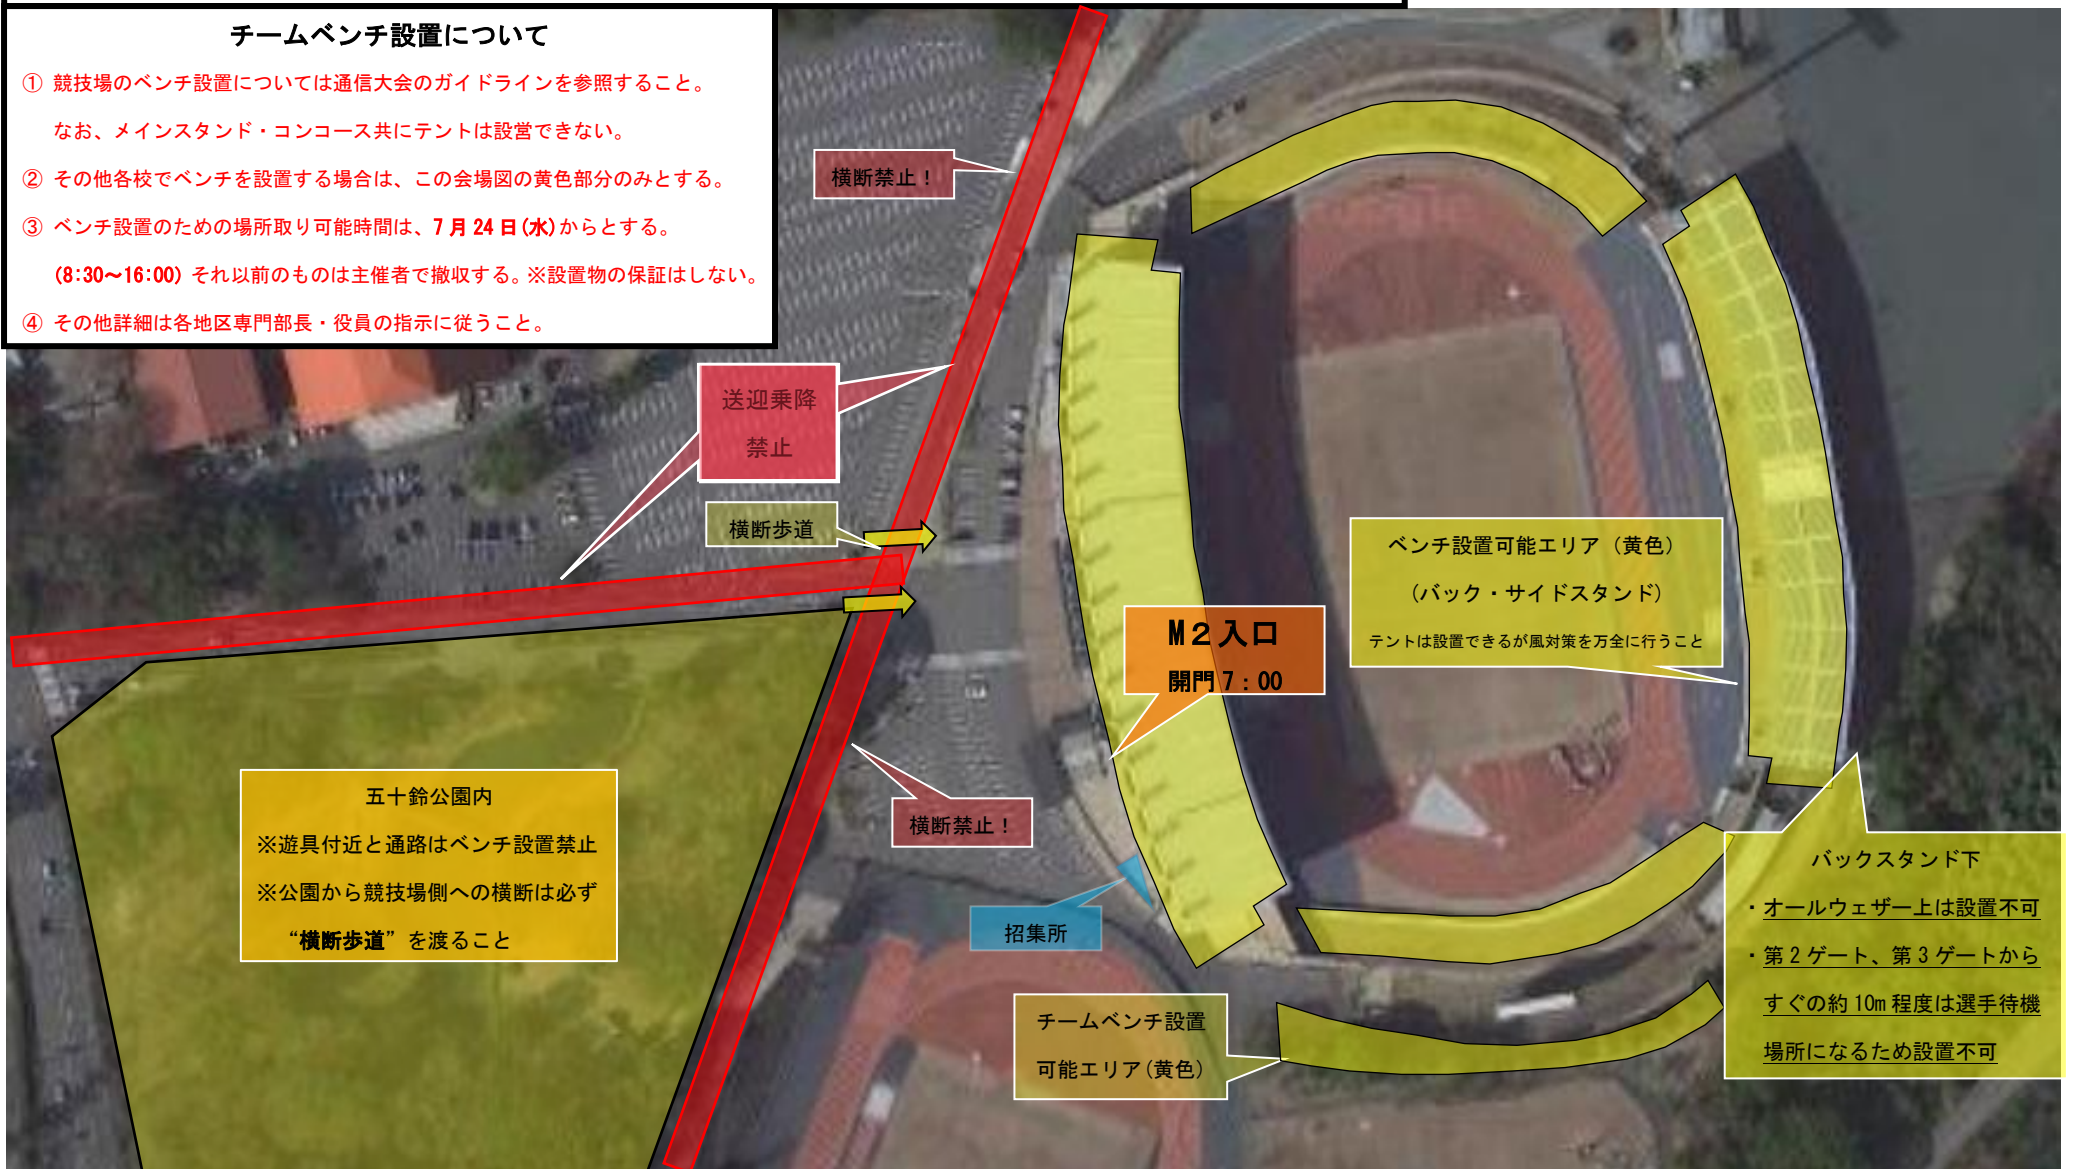 チームベンチ設置について
① 競技場のベンチ設置については通信大会のガイドラインを参照すること。
なお、メインスタンド・コンコース共にテントは設営できない。
② その他各校でベンチを設置する場合は、この会場図の黄色部分のみとする。
③ ベンチ設置のための場所取り可能時間は、7月24日(水)からとする。
(8:30～16:00) それ以前のものは主催者で撤収する。※設置物の保証はしない。
④ その他詳細は各地区専門部長・役員の指示に従うこと。
横断禁止！
送迎乗降
禁止
横断歩道
ベンチ設置可能エリア（黄色）
（バック・サイドスタンド）
テントは設置できるが風対策を万全に行うこと
M2入口
開門7：00
五十鈴公園内
※遊具付近と通路はベンチ設置禁止
※公園から競技場側への横断は必ず
“横断歩道”を渡ること
横断禁止！
招集所
チームベンチ設置
可能エリア(黄色)
バックスタンド下
・オールウェザー上は設置不可
・第2ゲート、第3ゲートから
すぐの約10m程度は選手待機
場所になるため設置不可